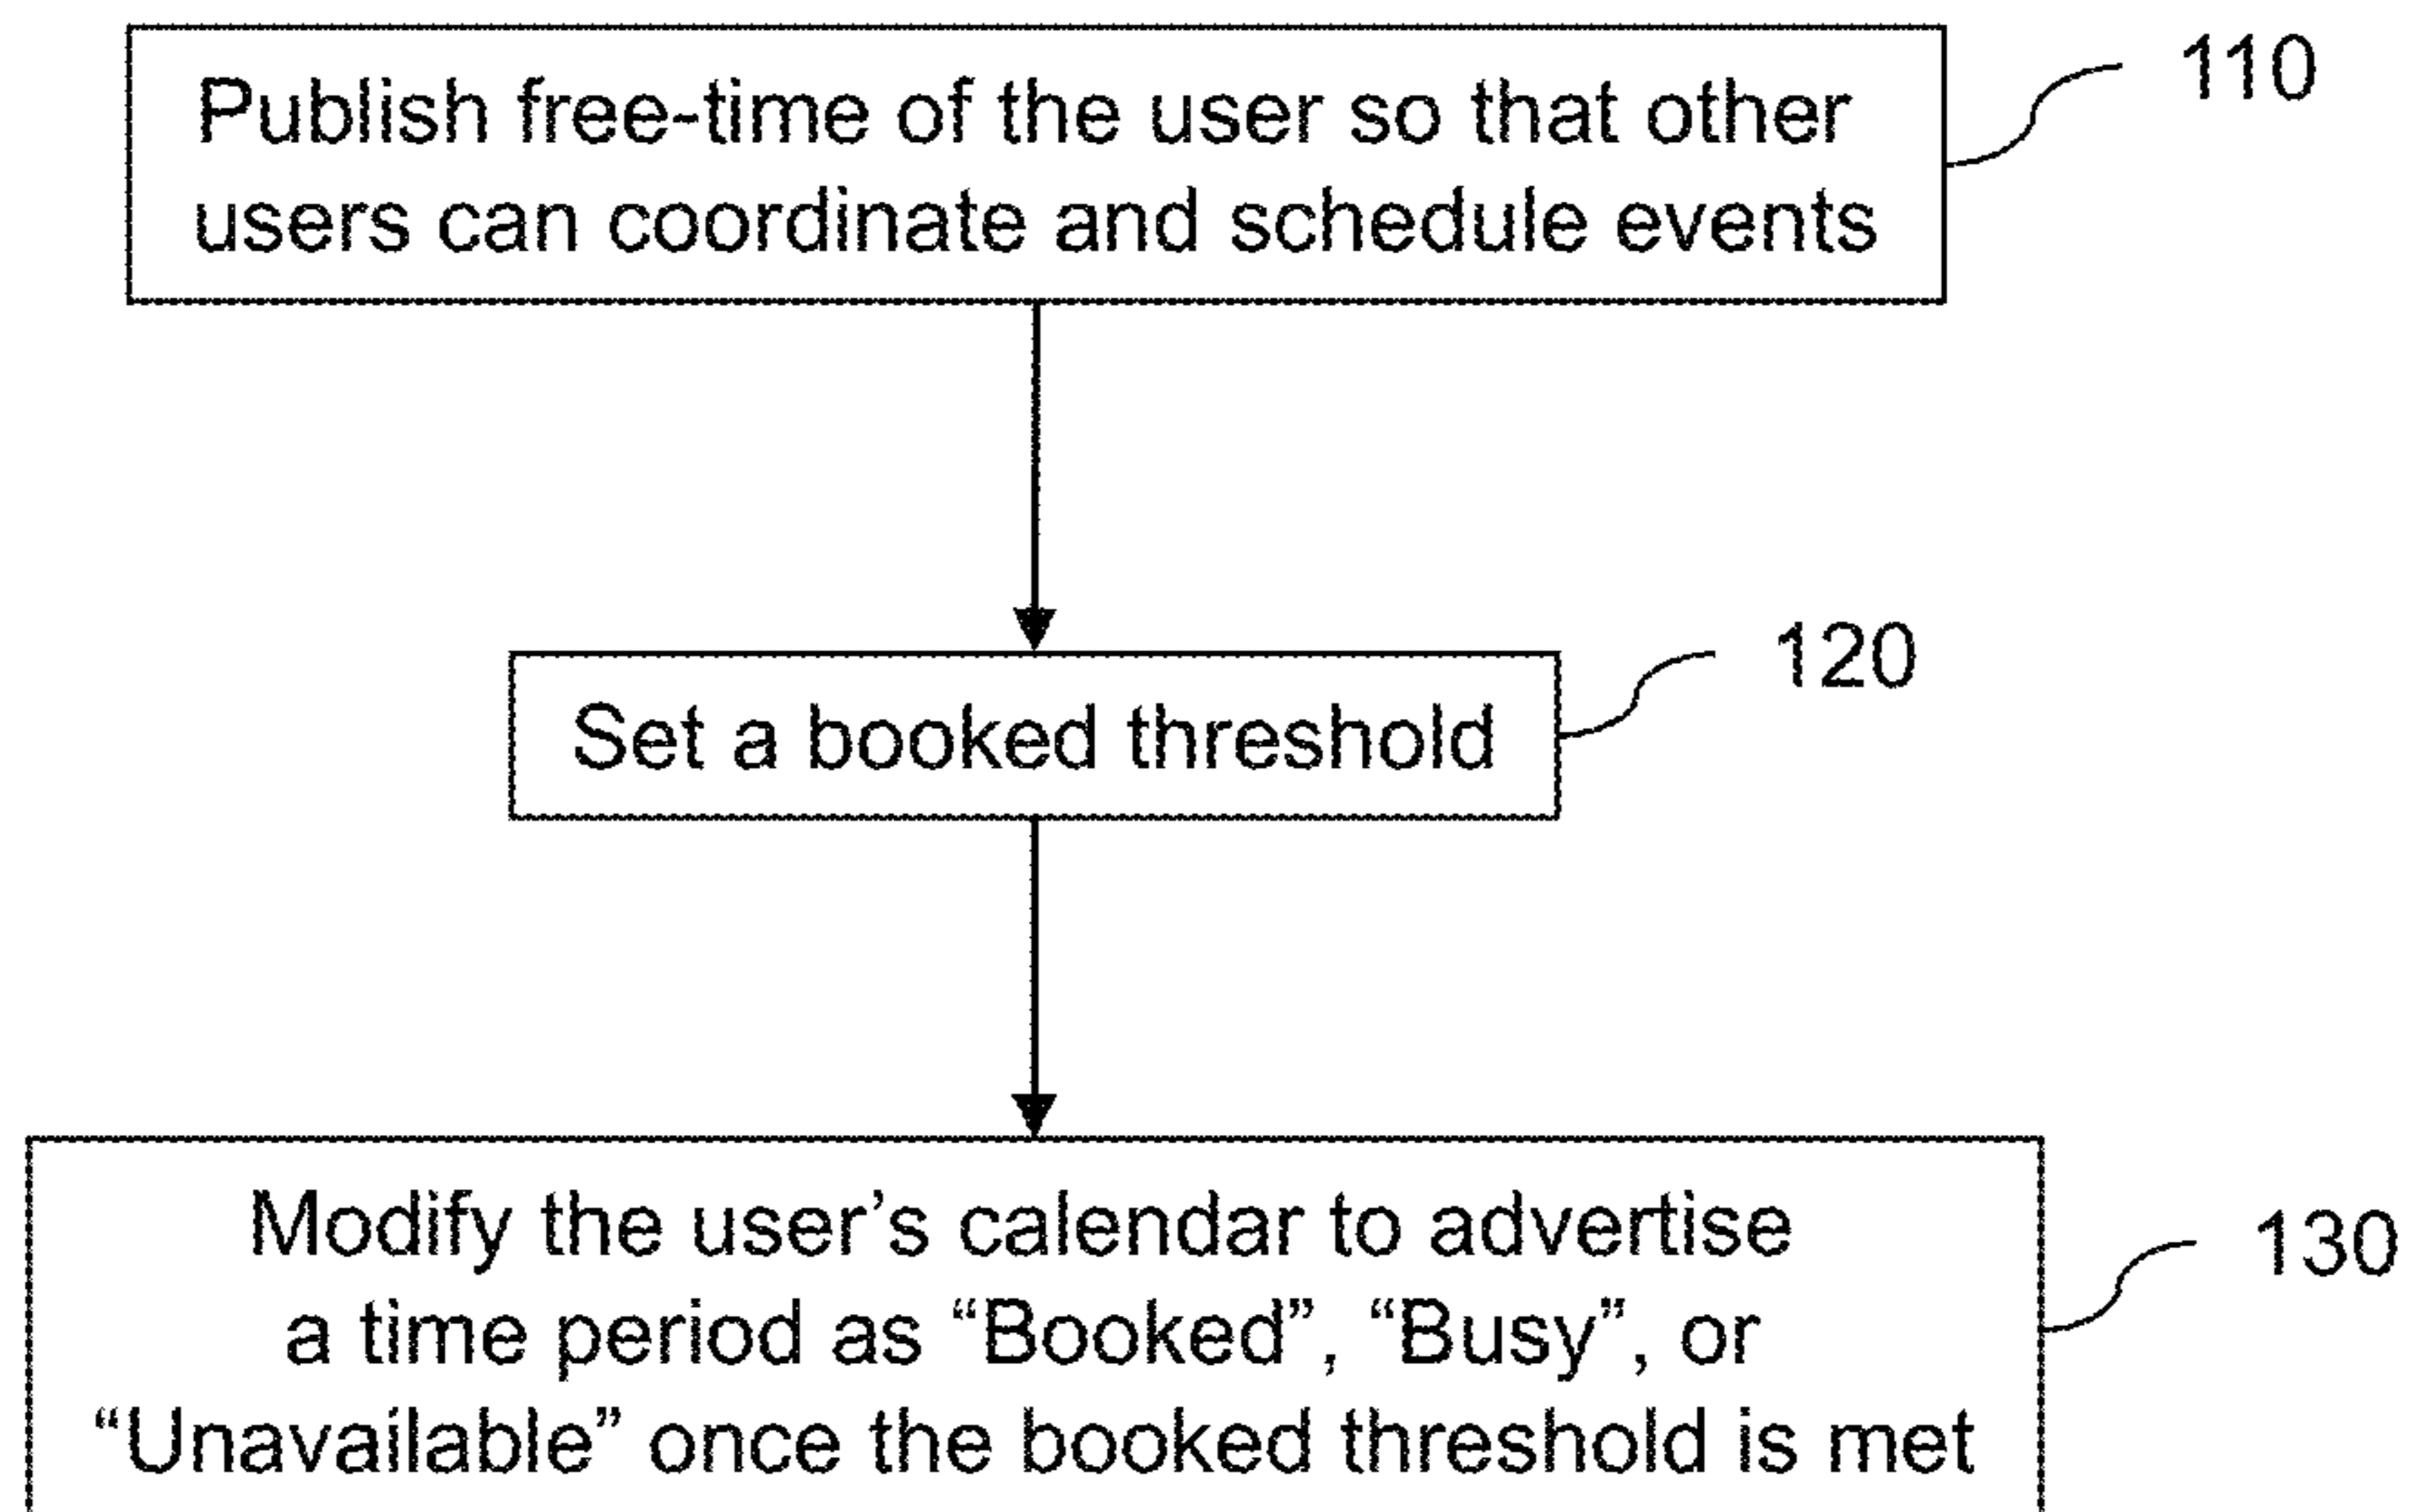 Publish free-time of the user so that other
users can coordinate and schedule events
110
Set a booked threshold
120
Modify the user’s calendar to advertise
a time period as “Booked”, “Busy”, or
“Unavailable” once the booked threshold is met
130